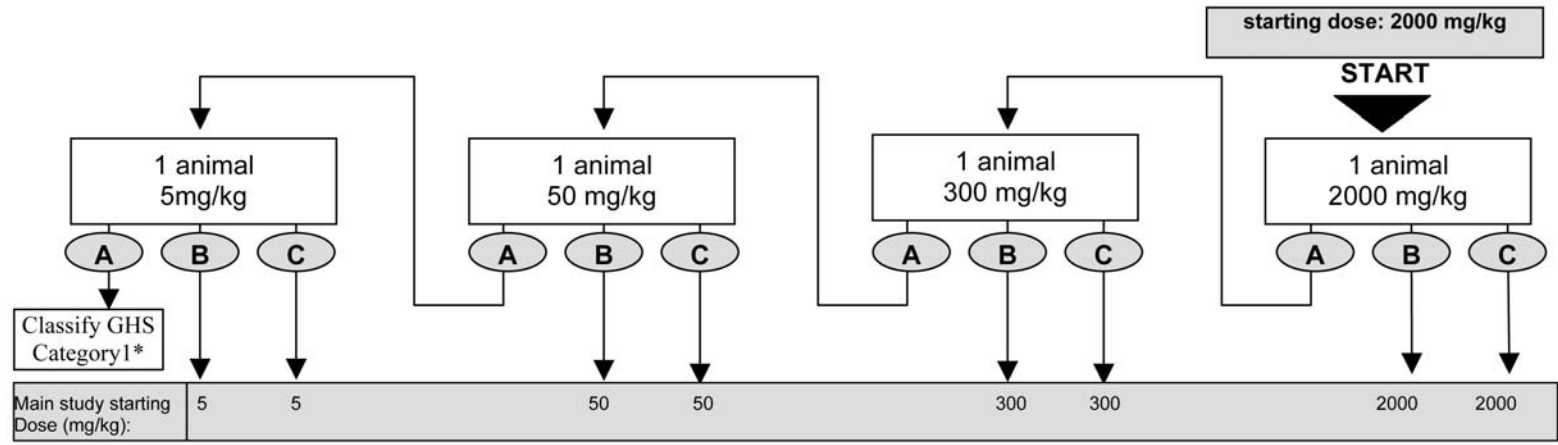 starting dose: 2000 mg/kg
START
1 animal
5mg/kg
1 animal
50 mg/kg
1 animal
300 mg/kg
1 animal
2000 mg/kg
A B C A B C A B C A B C
Classify GHS
Category1*
Main study starting
Dose (mg/kg):
5 5 50 50 300 300 2000 2000